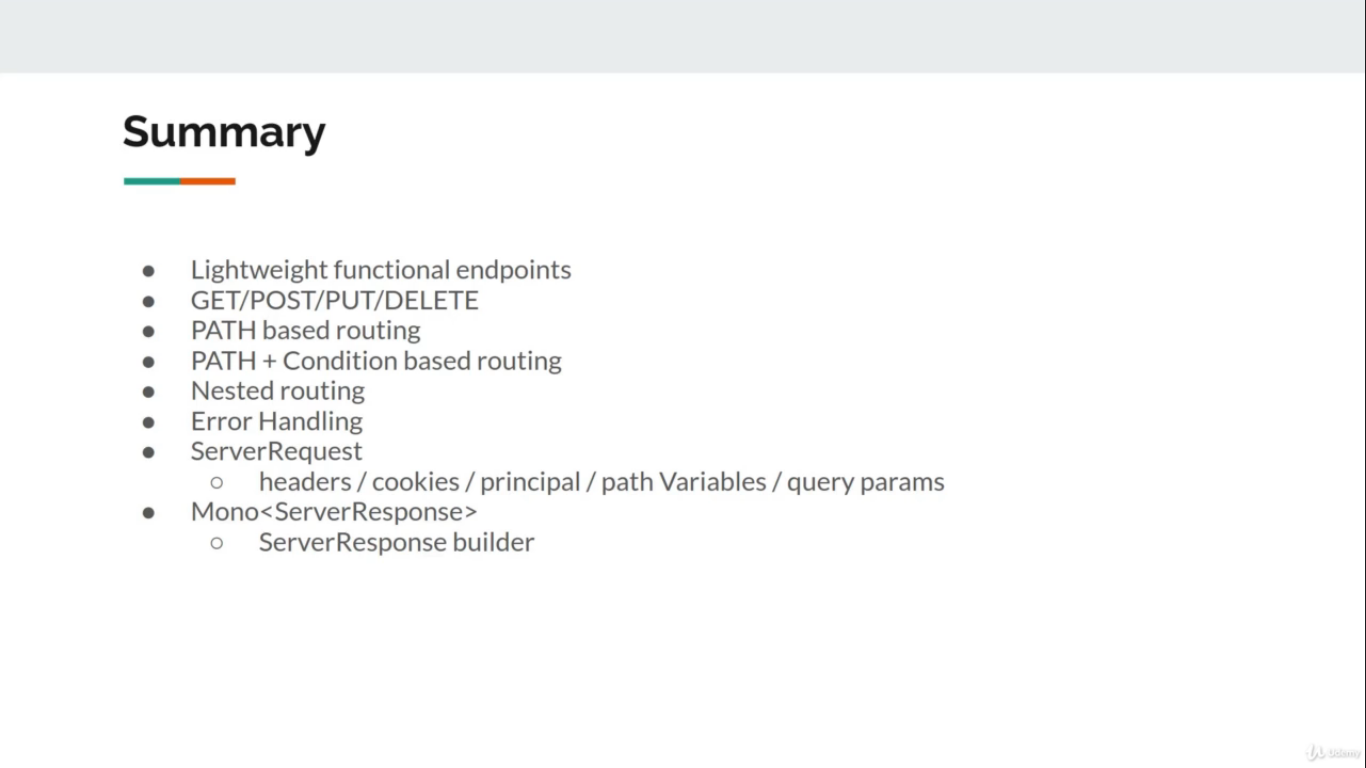 Summary
● Lightweight functional endpoints
● GET/POST/PUT/DELETE
● PATH based routing
● PATH + Condition based routing
● Nested routing
● Error Handling
● ServerRequest
○ headers / cookies / principal / path Variables / query params
● Mono<ServerResponse>
○ ServerResponse builder
Udemy